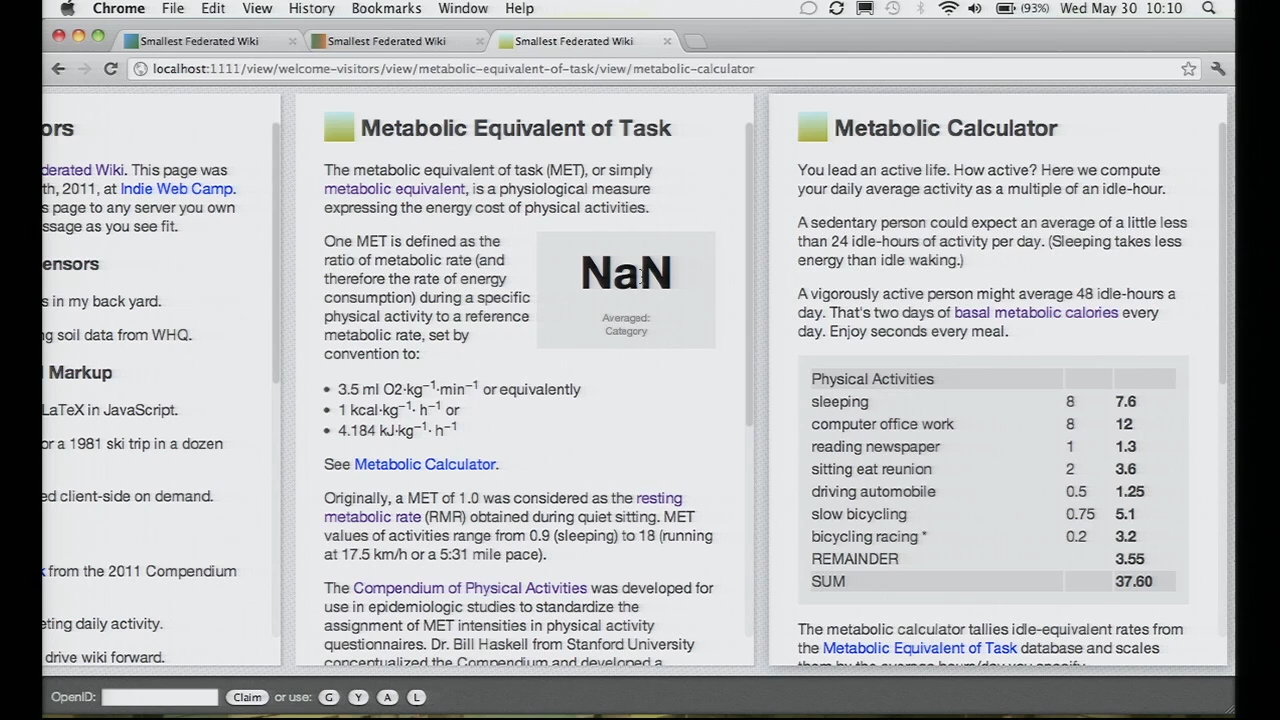 Chrome File Edit View History Bookmarks Window Help (93%) Wed May 30 10:10
Smallest Federated Wiki Smallest Federated Wiki Smallest Federated Wiki
localhost:1111/view/welcome-visitors/view/metabolic-equivalent-of-task/view/metabolic-calculator
ors
derated Wiki. This page was
th, 2011, at Indie Web Camp.
s page to any server you own
ssage as you see fit.
ensors
s in my back yard.
ng soil data from WHQ.
Markup
LaTeX in JavaScript.
or a 1981 ski trip in a dozen
ed client-side on demand.
from the 2011 Compendium
eting daily activity.
drive wiki forward.
Metabolic Equivalent of Task
The metabolic equivalent of task (MET), or simply
metabolic equivalent, is a physiological measure
expressing the energy cost of physical activities.
One MET is defined as the
ratio of metabolic rate (and
therefore the rate of energy
consumption) during a specific
physical activity to a reference
metabolic rate, set by
convention to:
NaN
Averaged:
Category
• 3.5 ml O2·kg⁻¹·min⁻¹ or equivalently
• 1 kcal·kg⁻¹· h⁻¹ or
• 4.184 kJ·kg⁻¹· h⁻¹
See Metabolic Calculator.
Originally, a MET of 1.0 was considered as the resting
metabolic rate (RMR) obtained during quiet sitting. MET
values of activities range from 0.9 (sleeping) to 18 (running
at 17.5 km/h or a 5:31 mile pace).
The Compendium of Physical Activities was developed for
use in epidemiologic studies to standardize the
assignment of MET intensities in physical activity
questionnaires. Dr. Bill Haskell from Stanford University
conceptualized the Compendium and developed a
Metabolic Calculator
You lead an active life. How active? Here we compute
your daily average activity as a multiple of an idle-hour.
A sedentary person could expect an average of a little less
than 24 idle-hours of activity per day. (Sleeping takes less
energy than idle waking.)
A vigorously active person might average 48 idle-hours a
day. That's two days of basal metabolic calories every
day. Enjoy seconds every meal.
Physical Activities
sleeping 8 7.6
computer office work 8 12
reading newspaper 1 1.3
sitting eat reunion 2 3.6
driving automobile 0.5 1.25
slow bicycling 0.75 5.1
bicycling racing * 0.2 3.2
REMAINDER 3.55
SUM 37.60
The metabolic calculator tallies idle-equivalent rates from
the Metabolic Equivalent of Task database and scales
them by the average hours/day you specify.
OpenID: Claim or use: G Y A L